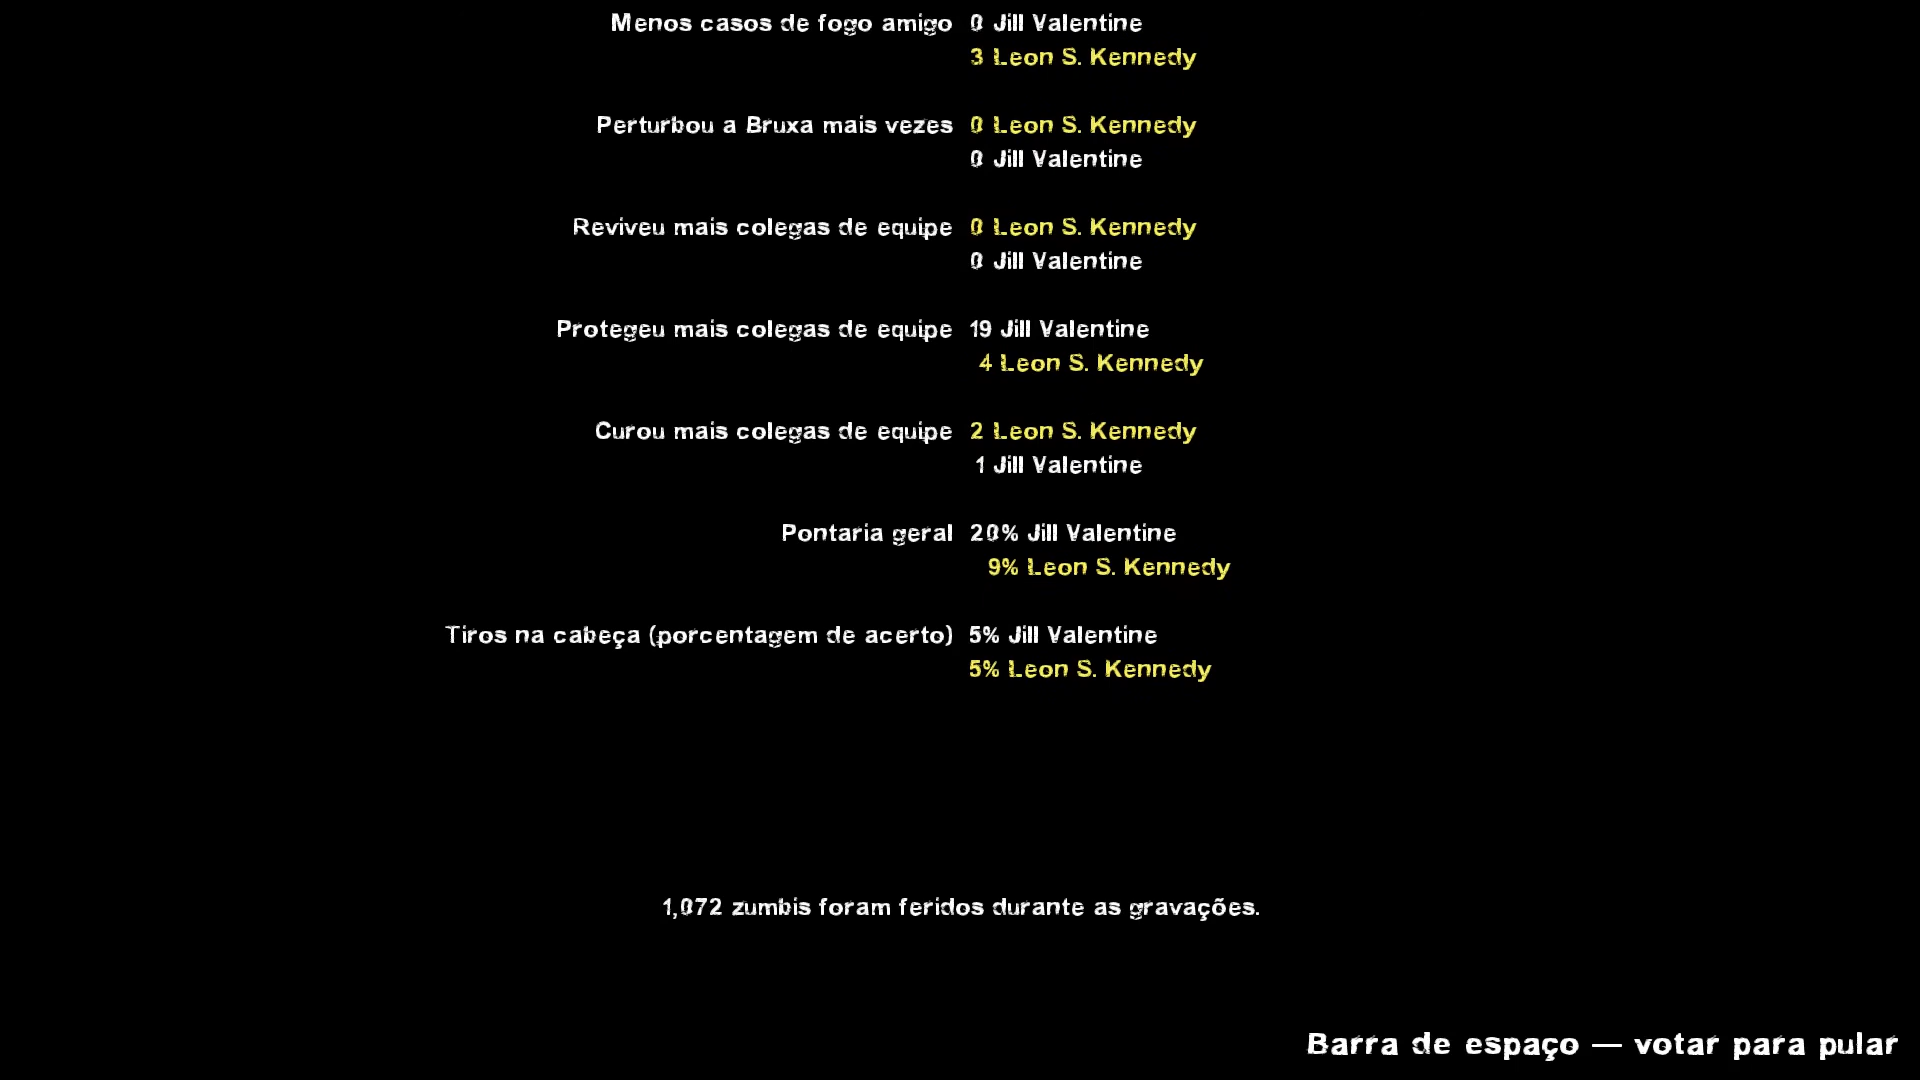 Menos casos de fogo amigo 0 Jill Valentine
3 Leon S. Kennedy
Perturbou a Bruxa mais vezes 0 Leon S. Kennedy
0 Jill Valentine
Reviveu mais colegas de equipe 0 Leon S. Kennedy
0 Jill Valentine
Protegeu mais colegas de equipe 19 Jill Valentine
4 Leon S. Kennedy
Curou mais colegas de equipe 2 Leon S. Kennedy
1 Jill Valentine
Pontaria geral 20% Jill Valentine
9% Leon S. Kennedy
Tiros na cabeça (porcentagem de acerto) 5% Jill Valentine
5% Leon S. Kennedy
1,072 zumbis foram feridos durante as gravações.
Barra de espaço — votar para pular